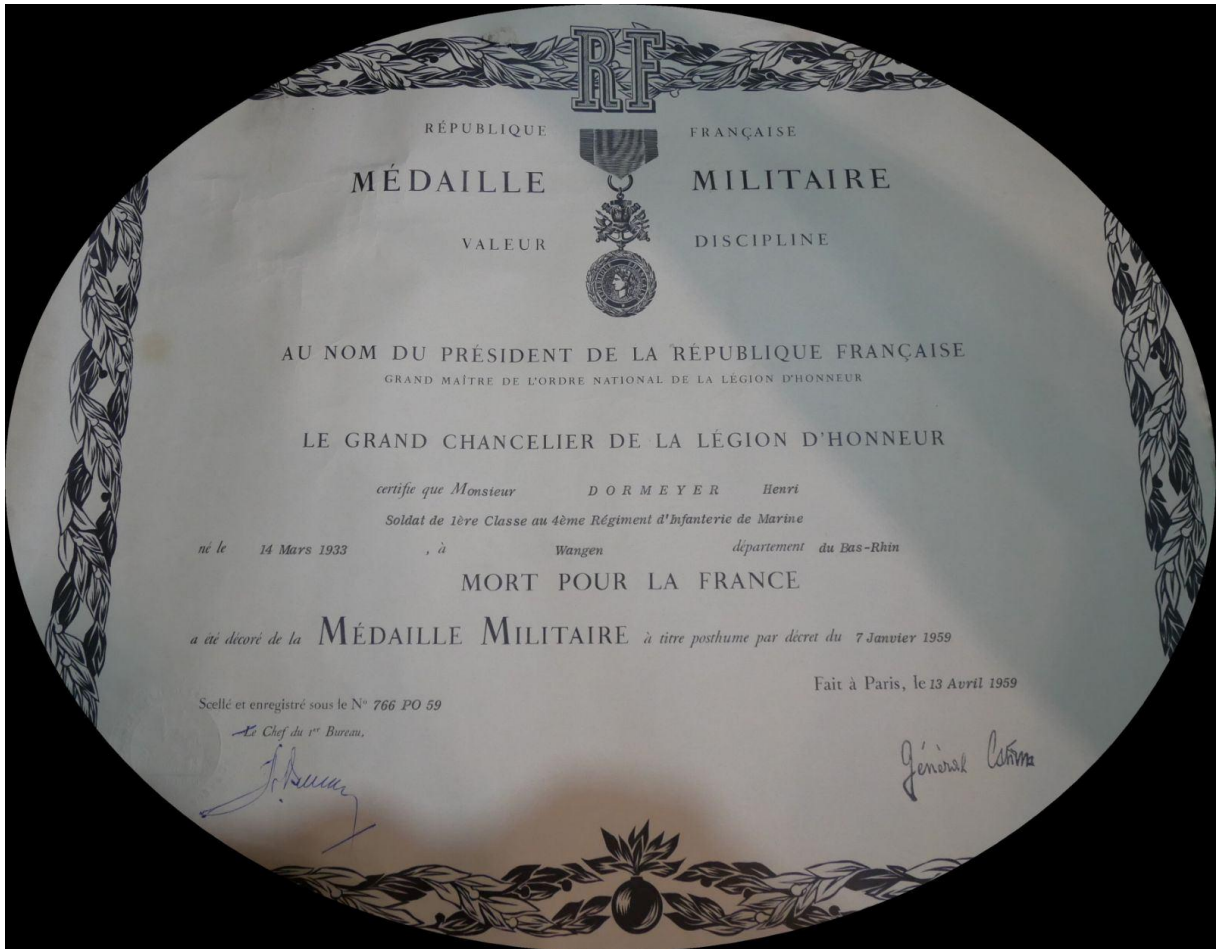 RF
RÉPUBLIQUE FRANÇAISE
MÉDAILLE MILITAIRE
VALEUR DISCIPLINE
AU NOM DU PRÉSIDENT DE LA RÉPUBLIQUE FRANÇAISE
GRAND MAÎTRE DE L'ORDRE NATIONAL DE LA LÉGION D'HONNEUR
LE GRAND CHANCELIER DE LA LÉGION D'HONNEUR
certifie que Monsieur DORMEYER Henri
Soldat de 1ère Classe au 4ème Régiment d'Infanterie de Marine
né le 14 Mars 1933 , à Wangen département du Bas-Rhin
MORT POUR LA FRANCE
a été décoré de la MÉDAILLE MILITAIRE à titre posthume par décret du 7 Janvier 1959
Fait à Paris, le 13 Avril 1959
Scellé et enregistré sous le N° 766 PO 59
Le Chef du 1er Bureau,
Général